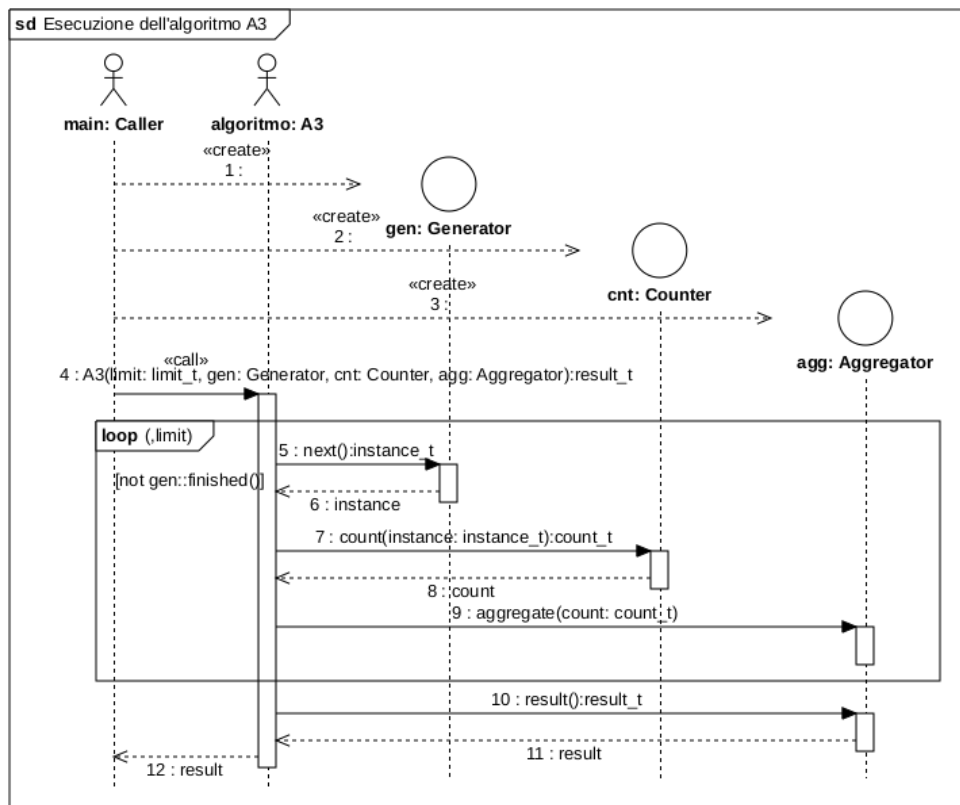 sd Esecuzione dell'algoritmo A3
main: Caller
algoritmo: A3
«create»
1 :
gen: Generator
«create»
2 :
cnt: Counter
«create»
3 :
agg: Aggregator
«call»
4 : A3(limit: limit_t, gen: Generator, cnt: Counter, agg: Aggregator):result_t
loop (,limit)
[not gen::finished()]
5 : next():instance_t
6 : instance
7 : count(instance: instance_t):count_t
8 : count
9 : aggregate(count: count_t)
10 : result():result_t
11 : result
12 : result